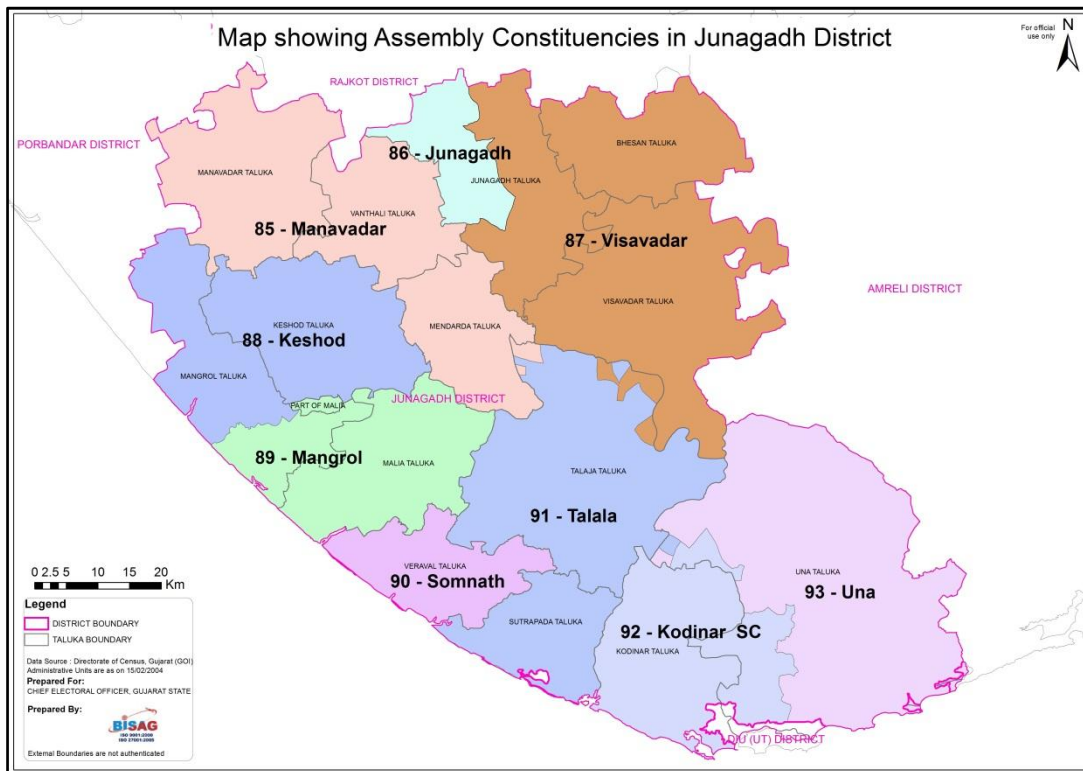 Map showing Assembly Constituencies in Junagadh District
For official
use only
N
RAJKOT DISTRICT
PORBANDAR DISTRICT
AMRELI DISTRICT
JUNAGADH DISTRICT
DIU (UT) DISTRICT
MANAVADAR TALUKA
86 - Junagadh
JUNAGADH TALUKA
BHESAN TALUKA
VANTHALI TALUKA
85 - Manavadar
87 - Visavadar
VISAVADAR TALUKA
KESHOD TALUKA
88 - Keshod
MENDARDA TALUKA
MANGROL TALUKA
PART OF MALIA
89 - Mangrol
MALIA TALUKA
TALAJA TALUKA
91 - Talala
VERAVAL TALUKA
90 - Somnath
UNA TALUKA
93 - Una
SUTRAPADA TALUKA
92 - Kodinar SC
KODINAR TALUKA
0 2.5 5 10 15 20
Km
Legend
DISTRICT BOUNDARY
TALUKA BOUNDARY
Data Source : Directorate of Census, Gujarat (GOI)
Administrative Units are as on 15/02/2004
Prepared For:
CHIEF ELECTORAL OFFICER, GUJARAT STATE
Prepared By:
BISAG
ISO 9001:2008
ISO 27001:2005
External Boundaries are not authenticated